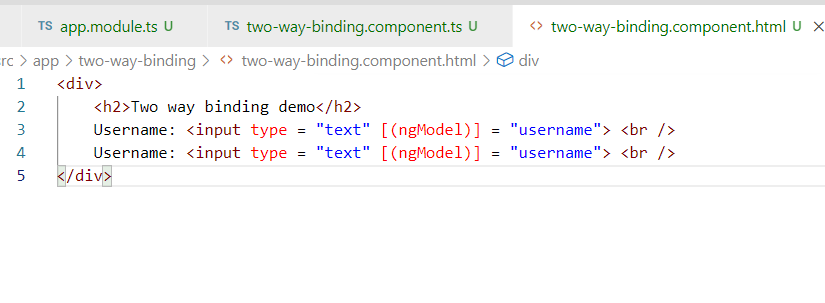 TS app.module.ts U TS two-way-binding.component.ts U <> two-way-binding.component.html U ×
src > app > two-way-binding > <> two-way-binding.component.html > div
1 <div>
2 <h2>Two way binding demo</h2>
3 Username: <input type = "text" [(ngModel)] = "username"> <br />
4 Username: <input type = "text" [(ngModel)] = "username"> <br />
5 </div>